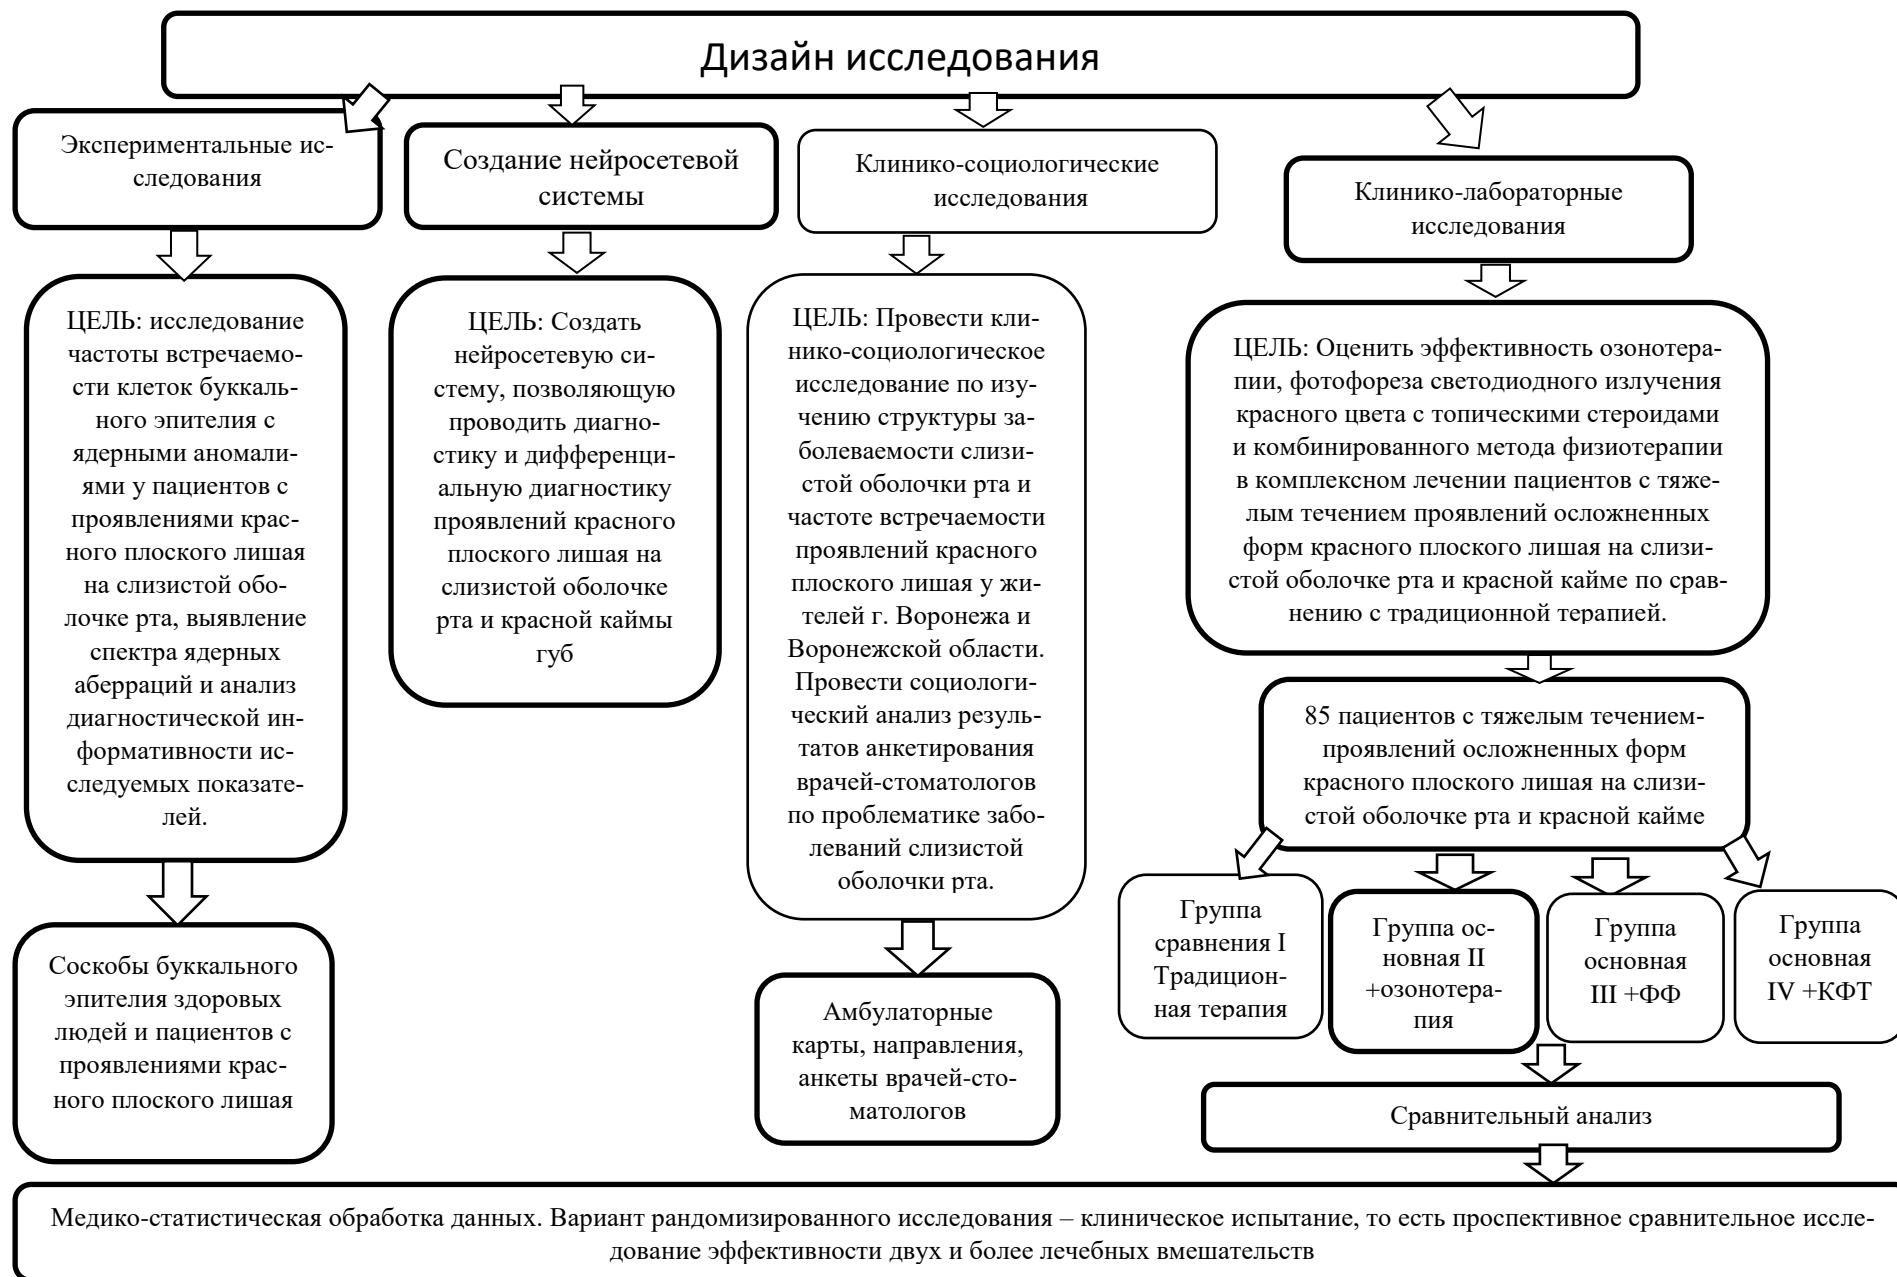 Дизайн исследования
Экспериментальные ис-
следования
Создание нейросетевой
системы
Клинико-социологические
исследования
Клинико-лабораторные
исследования
ЦЕЛЬ: исследование
частоты встречаемо-
сти клеток буккаль-
ного эпителия с
ядерными аномали-
ями у пациентов с
проявлениями крас-
ного плоского лишая
на слизистой обо-
лочке рта, выявление
спектра ядерных
аберраций и анализ
диагностической ин-
формативности ис-
следуемых показате-
лей.
ЦЕЛЬ: Создать
нейросетевую си-
стему, позволяющую
проводить диагно-
стику и дифференци-
альную диагностику
проявлений красного
плоского лишая на
слизистой оболочке
рта и красной каймы
губ
ЦЕЛЬ: Провести кли-
нико-социологическое
исследование по изу-
чению структуры за-
болеваемости слизи-
стой оболочки рта и
частоте встречаемости
проявлений красного
плоского лишая у жи-
телей г. Воронежа и
Воронежской области.
Провести социологи-
ческий анализ резуль-
татов анкетирования
врачей-стоматологов
по проблематике забо-
леваний слизистой
оболочки рта.
ЦЕЛЬ: Оценить эффективность озонотера-
пии, фотофореза светодиодного излучения
красного цвета с топическими стероидами
и комбинированного метода физиотерапии
в комплексном лечении пациентов с тяже-
лым течением проявлений осложненных
форм красного плоского лишая на слизи-
стой оболочке рта и красной кайме по срав-
нению с традиционной терапией.
85 пациентов с тяжелым течением-
проявлений осложненных форм
красного плоского лишая на слизи-
стой оболочке рта и красной кайме
Группа
сравнения I
Традицион-
ная терапия
Группа ос-
новная II
+озонотера-
пия
Группа
основная
III +ФФ
Группа
основная
IV +КФТ
Соскобы буккального
эпителия здоровых
людей и пациентов с
проявлениями крас-
ного плоского лишая
Амбулаторные
карты, направления,
анкеты врачей-сто-
матологов
Сравнительный анализ
Медико-статистическая обработка данных. Вариант рандомизированного исследования – клиническое испытание, то есть проспективное сравнительное иссле-
дование эффективности двух и более лечебных вмешательств